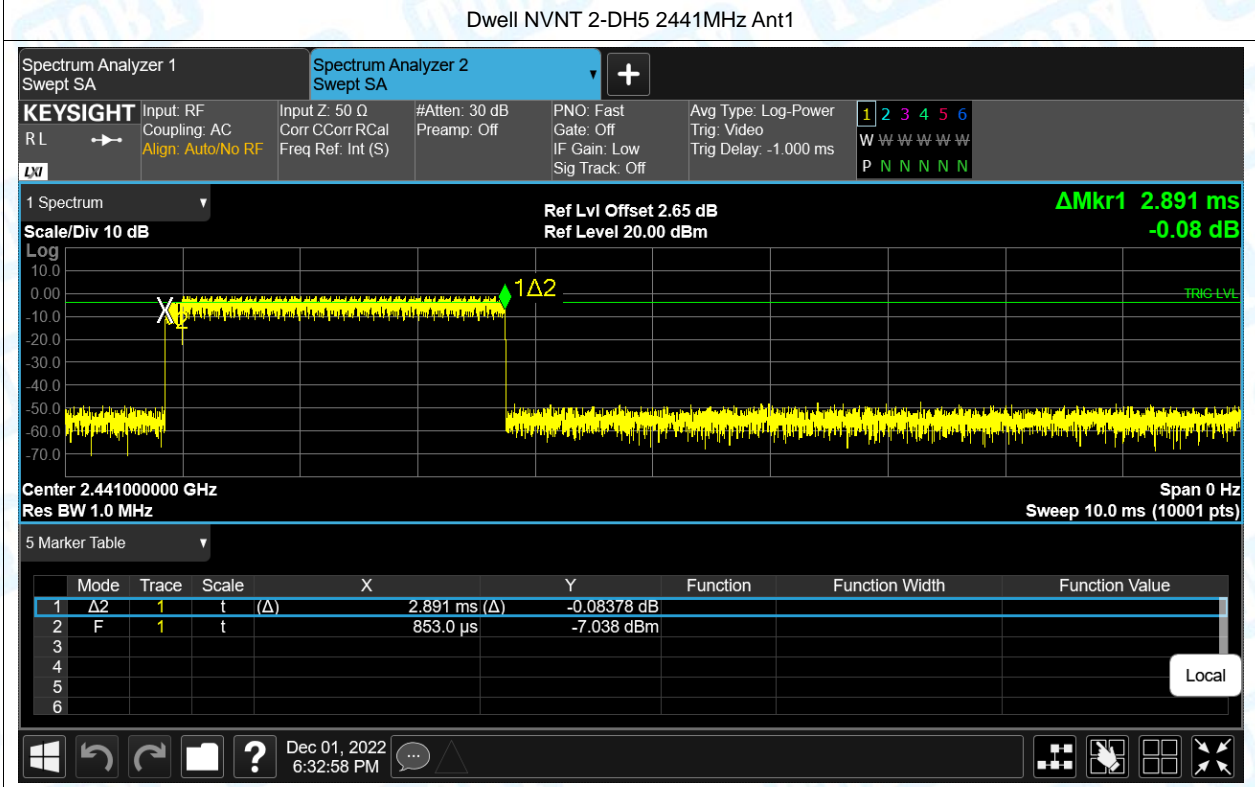 Dwell NVNT 2-DH5 2441MHz Ant1
Spectrum Analyzer 1
Swept SA
Spectrum Analyzer 2
Swept SA
▼
+
KEYSIGHT
R L
LXI
Input: RF
Coupling: AC
Align: Auto/No RF
Input Z: 50 Ω
Corr CCorr RCal
Freq Ref: Int (S)
#Atten: 30 dB
Preamp: Off
PNO: Fast
Gate: Off
IF Gain: Low
Sig Track: Off
Avg Type: Log-Power
Trig: Video
Trig Delay: -1.000 ms
1 2 3 4 5 6
W W W W W W
P N N N N N
1 Spectrum ▼
Scale/Div 10 dB
Ref Lvl Offset 2.65 dB
Ref Level 20.00 dBm
ΔMkr1 2.891 ms
-0.08 dB
Log
10.0
0.00
-10.0
-20.0
-30.0
-40.0
-50.0
-60.0
-70.0
X
2
1Δ2
TRIG LVL
Center 2.441000000 GHz
Res BW 1.0 MHz
Span 0 Hz
Sweep 10.0 ms (10001 pts)
5 Marker Table ▼
Mode Trace Scale X Y Function Function Width Function Value
1 Δ2 1 t (Δ) 2.891 ms (Δ) -0.08378 dB
2 F 1 t 853.0 µs -7.038 dBm
3
4
5
6
Local
?
Dec 01, 2022
6:32:58 PM
TOBY